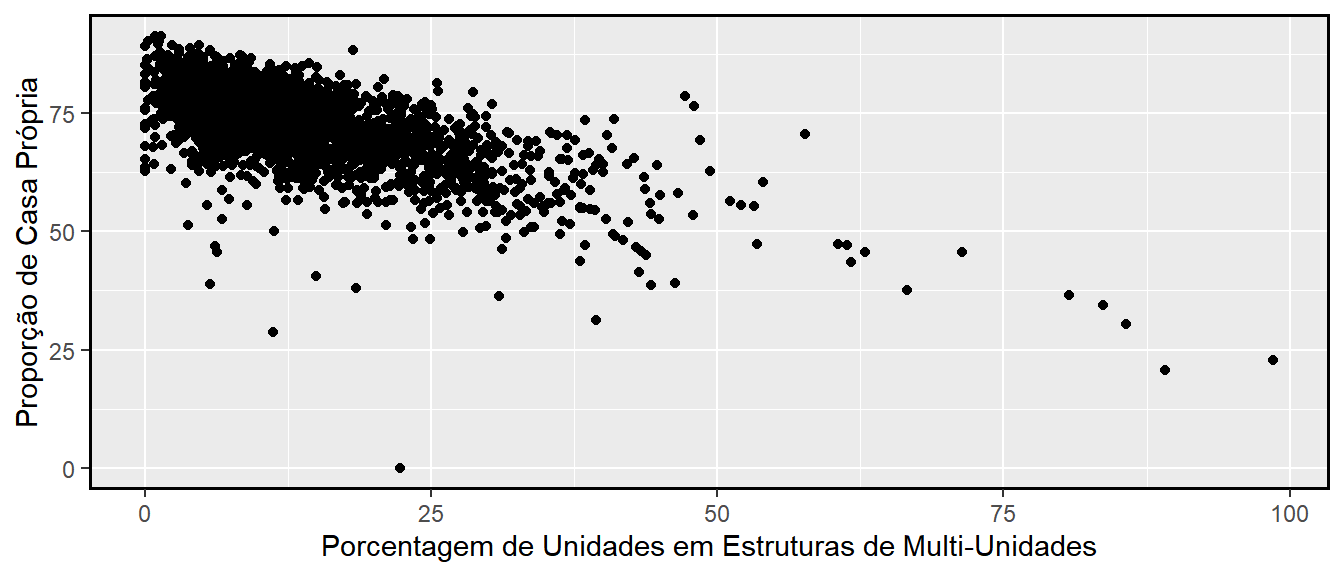 Proporção de Casa Própria
75
50
25
0
0 25 50 75 100
Porcentagem de Unidades em Estruturas de Multi-Unidades